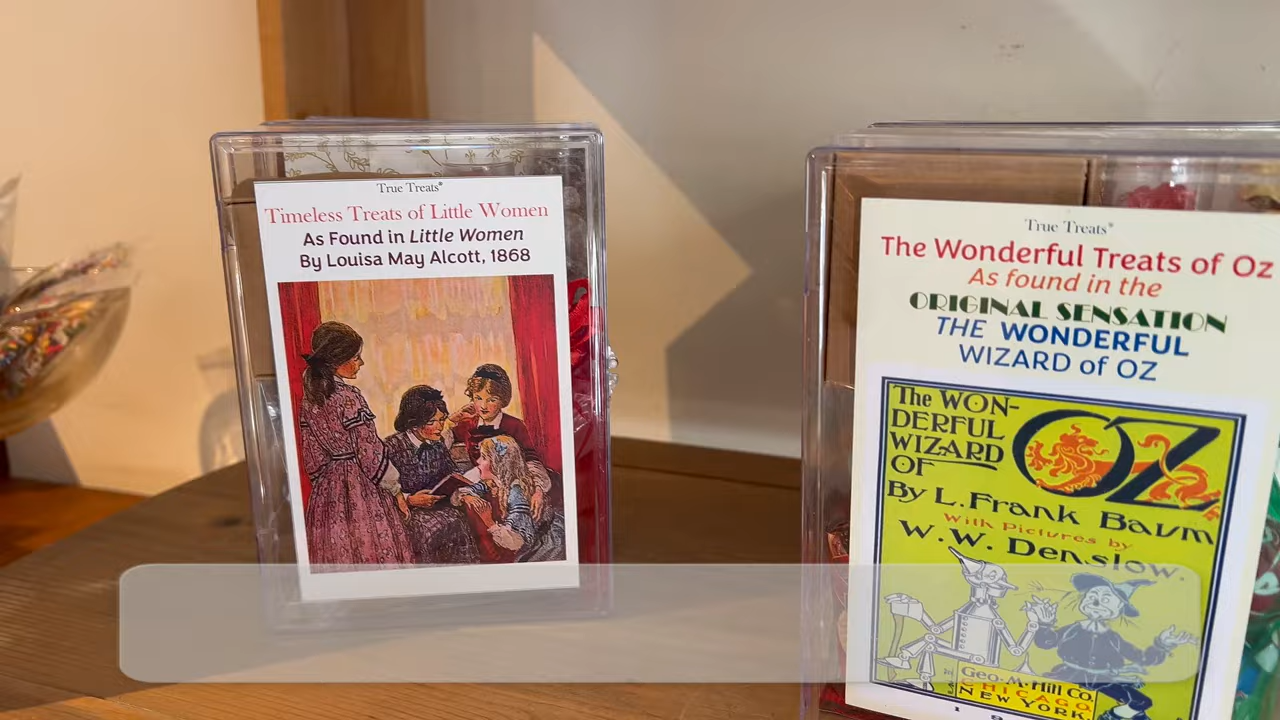 True Treats®
Timeless Treats of Little Women
As Found in Little Women
By Louisa May Alcott, 1868
True Treats®
The Wonderful Treats of Oz
As found in the
ORIGINAL SENSATION
THE WONDERFUL
WIZARD of OZ
The WON-
DERFUL
WIZARD
OF
OZ
By L. Frank Baum
With Pictures by
W.W. Denslow.
Geo. M. Hill Co.
CHICAGO
NEW YORK.